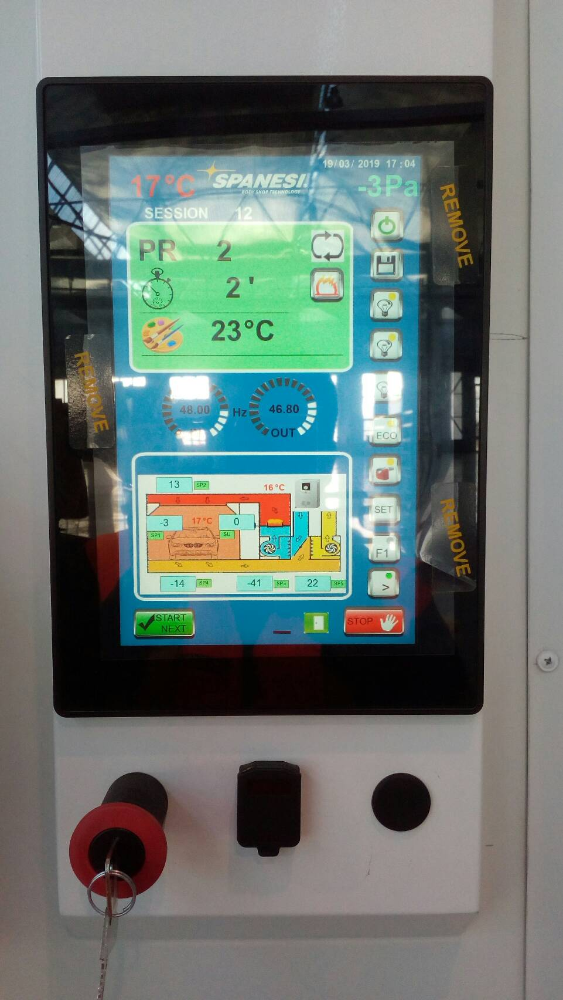 19/03/ 2019 17:04
17°C
SPANESI
BODY SHOP TECHNOLOGY
-3Pa
SESSION 12
PR 2
2 '
23°C
48.00
Hz
46.80
OUT
ECO
SET
F1
>
13
SP2
16°C
-3
17°C
0
SP1
SU
-14
SP4
-41
SP3
22
SP5
START
NEXT
STOP
REMOVE
REMOVE
REMOVE